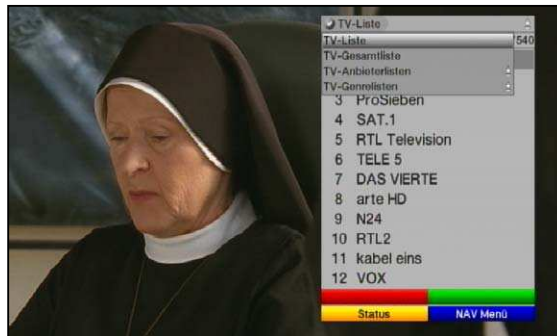 TV-Liste
TV-Liste 540
TV-Gesamtliste
TV-Anbieterlisten
TV-Genrelisten
3 ProSieben
4 SAT.1
5 RTL Television
6 TELE 5
7 DAS VIERTE
8 arte HD
9 N24
10 RTL2
11 kabel eins
12 VOX
Status NAV Menü